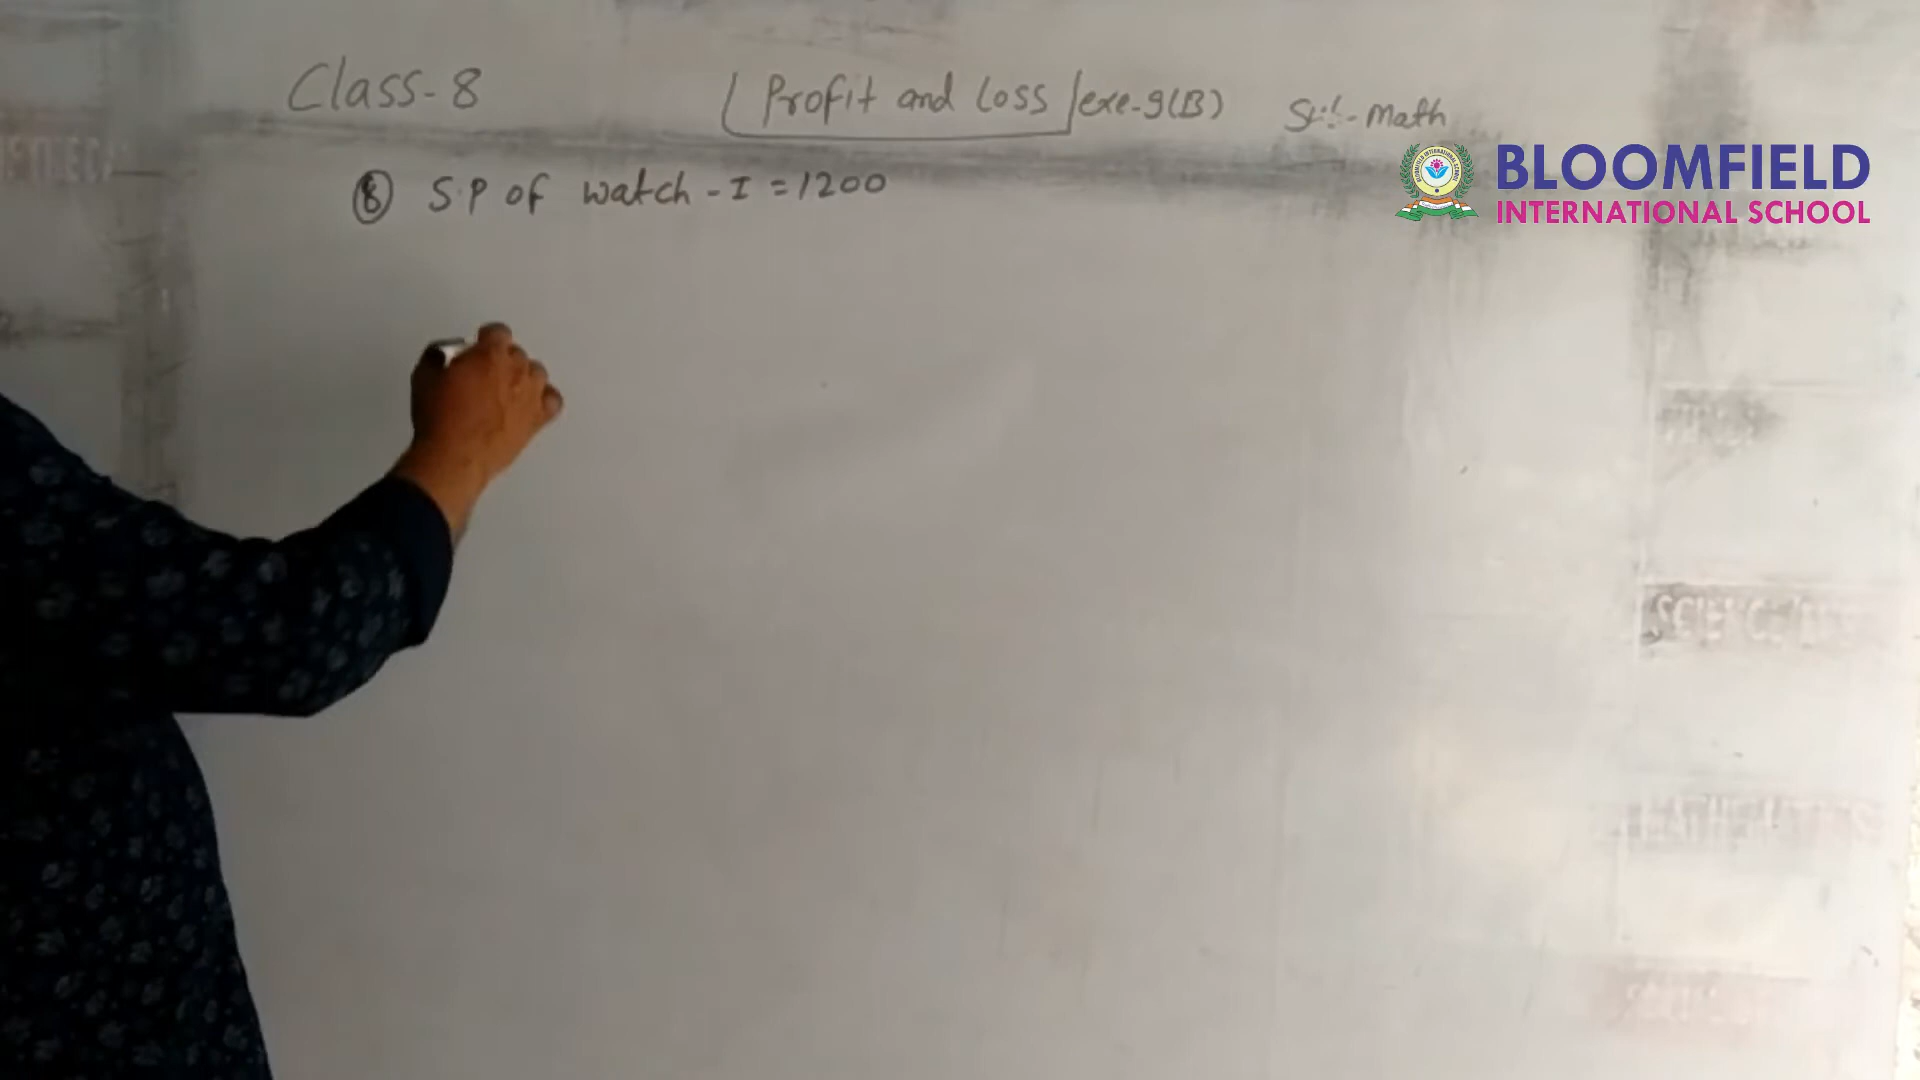 Class-8 Profit and Loss exe-9(B) Sub- Math
BLOOMFIELD
INTERNATIONAL SCHOOL
8 S.P of watch - I = 1200